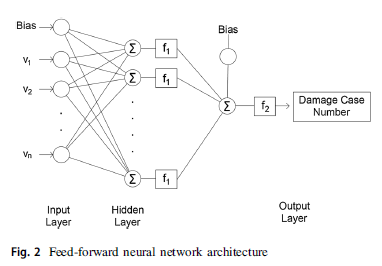 Bias
Bias
v1
v2
vn
Σ
Σ
Σ
f1
f1
f1
Σ
f2
Damage Case
Number
Input
Layer
Hidden
Layer
Output
Layer
Fig. 2 Feed-forward neural network architecture